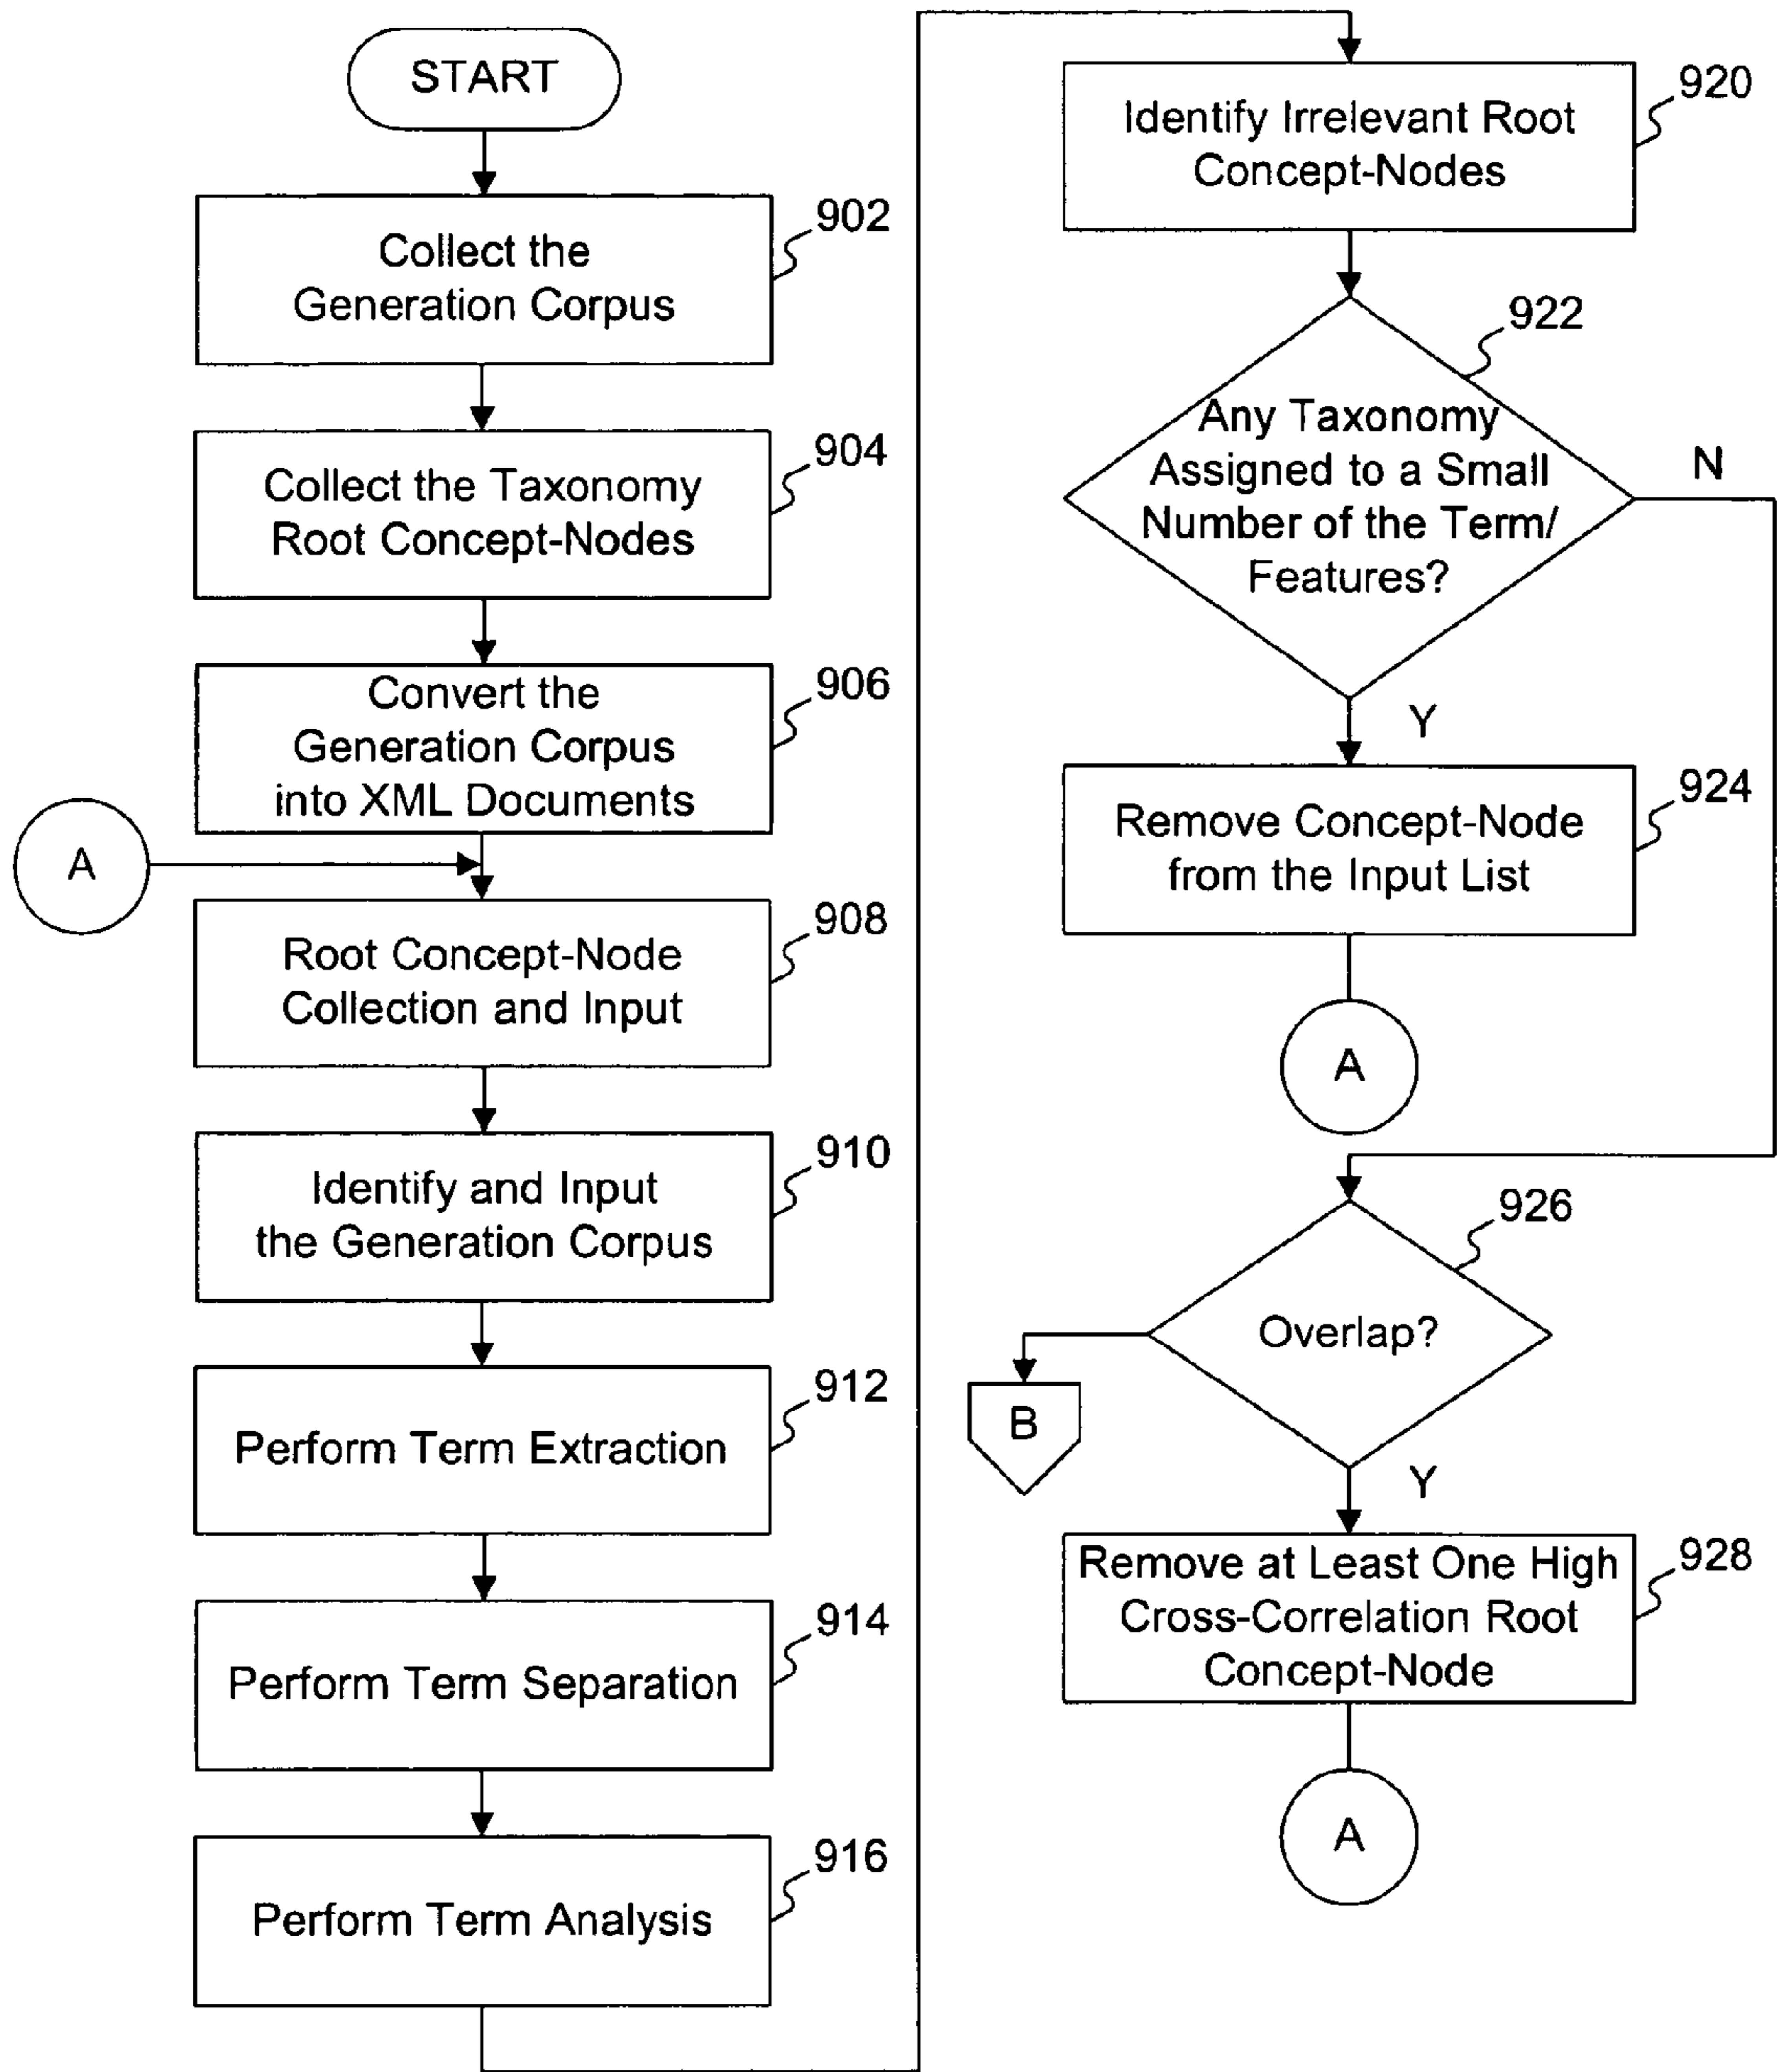 START
902
Collect the
Generation Corpus
904
Collect the Taxonomy
Root Concept-Nodes
906
Convert the
Generation Corpus
into XML Documents
A
908
Root Concept-Node
Collection and Input
910
Identify and Input
the Generation Corpus
912
Perform Term Extraction
914
Perform Term Separation
916
Perform Term Analysis
920
Identify Irrelevant Root
Concept-Nodes
922
Any Taxonomy
Assigned to a Small
Number of the Term/
Features?
N
Y
924
Remove Concept-Node
from the Input List
A
926
Overlap?
B
Y
928
Remove at Least One High
Cross-Correlation Root
Concept-Node
A